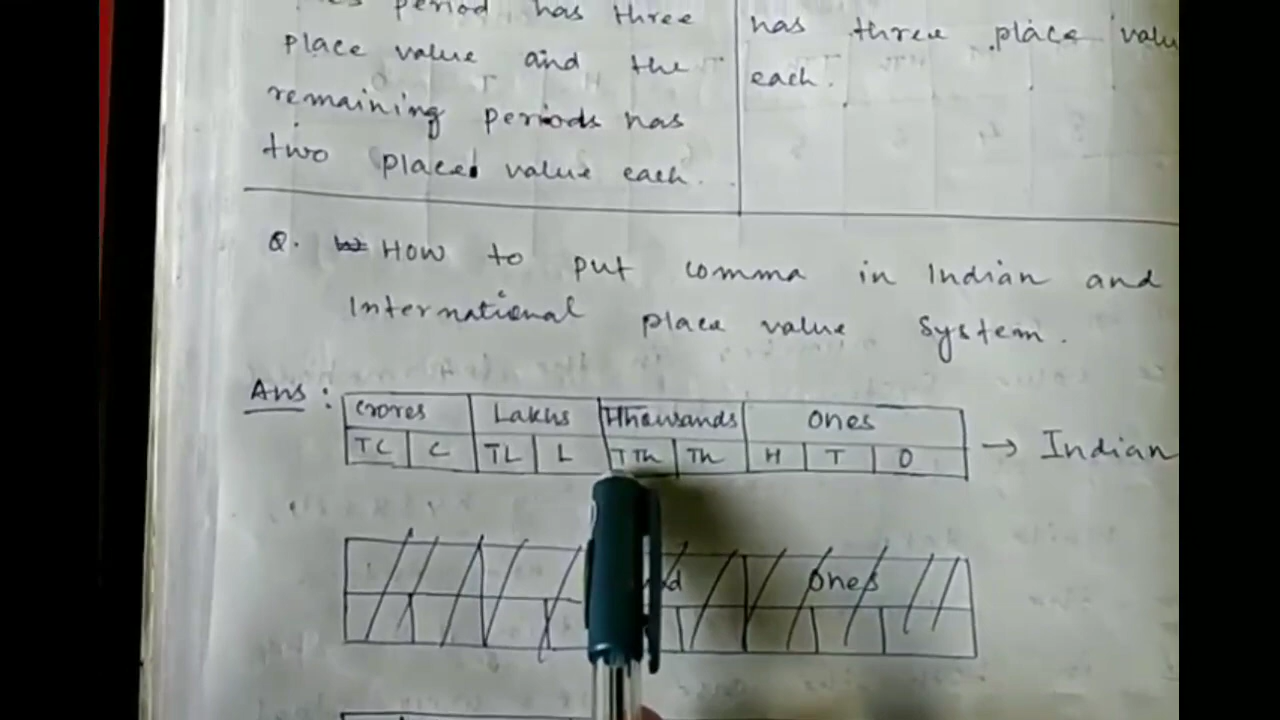 period has three
place value and the
remaining periods has
two place value each.
has three place valu
each.
Q. How to put comma in Indian and
International place value system.
Ans :
Crores Lakhs Hhousands Ones
TC C TL L TTh Th H T O → Indian
Ones